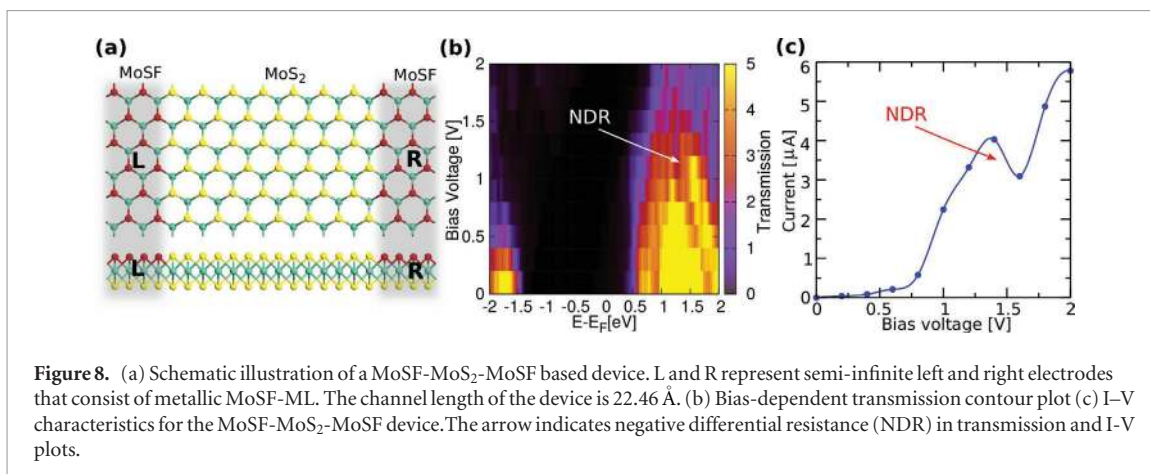 (a)
MoSF
MoS2
MoSF
L
R
L
R
(b)
2
1.5
1
0.5
0
Bias Voltage [V]
-2
-1.5
-1
-0.5
0
0.5
1
1.5
2
E-EF[eV]
NDR
5
4
3
2
1
0
Transmission
(c)
6
5
4
3
2
1
0
Current [μA]
NDR
0
0.5
1
1.5
2
Bias voltage [V]
Figure 8. (a) Schematic illustration of a MoSF-MoS2-MoSF based device. L and R represent semi-infinite left and right electrodes
that consist of metallic MoSF-ML. The channel length of the device is 22.46 Å. (b) Bias-dependent transmission contour plot (c) I–V
characteristics for the MoSF-MoS2-MoSF device.The arrow indicates negative differential resistance (NDR) in transmission and I-V
plots.